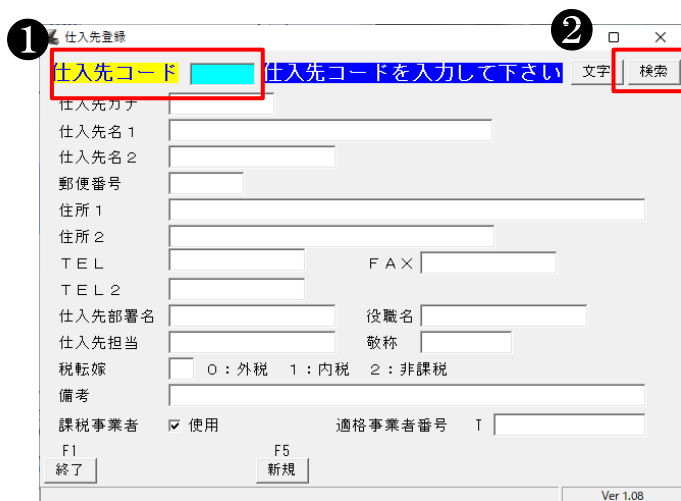 ❶ ❷
仕入先登録
仕入先コード 仕入先コードを入力して下さい 文字 検索
仕入先カナ
仕入先名１
仕入先名２
郵便番号
住所１
住所２
ＴＥＬ ＦＡＸ
ＴＥＬ２
仕入先部署名 役職名
仕入先担当 敬称
税転嫁 ０：外税 １：内税 ２：非課税
備考
課税事業者 使用 適格事業者番号 T
F1 F5
終了 新規
Ver 1.08